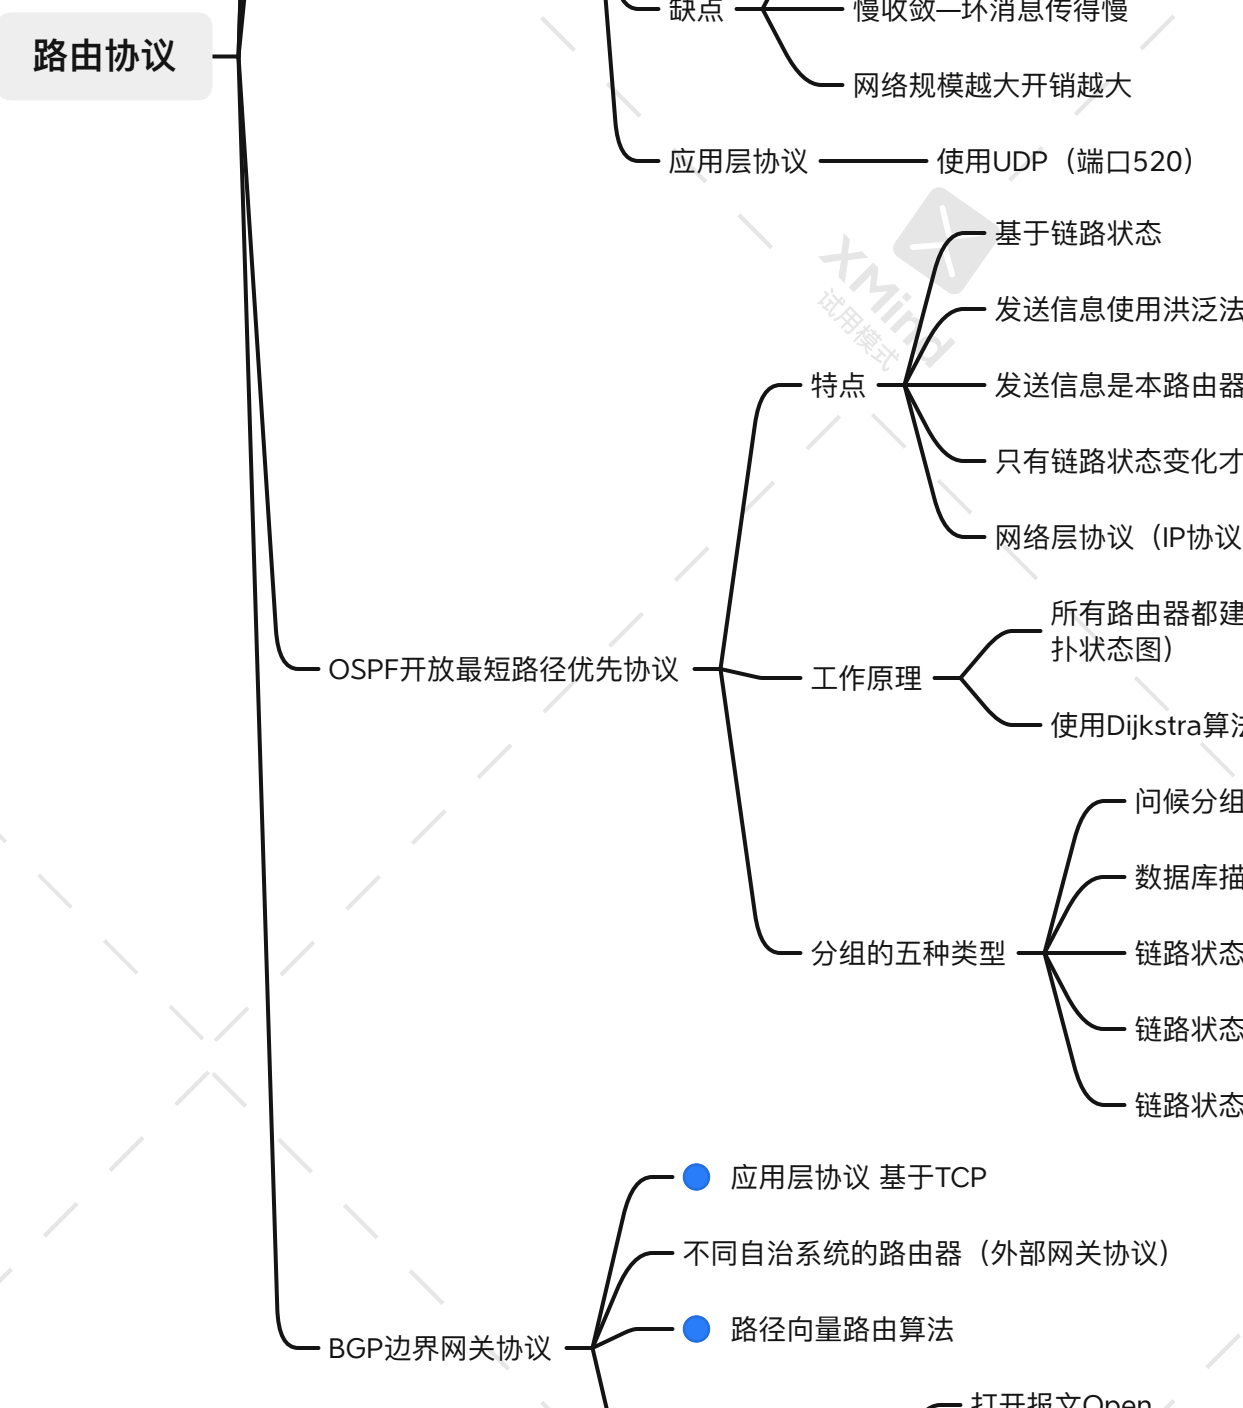 路由协议
缺点
慢收敛—坏消息传得慢
网络规模越大开销越大
应用层协议
使用UDP（端口520）
OSPF开放最短路径优先协议
特点
基于链路状态
发送信息使用洪泛法
发送信息是本路由器
只有链路状态变化才
网络层协议（IP协议
工作原理
所有路由器都建
扑状态图）
使用Dijkstra算法
分组的五种类型
问候分组
数据库描
链路状态
链路状态
链路状态
BGP边界网关协议
应用层协议 基于TCP
不同自治系统的路由器（外部网关协议）
路径向量路由算法
打开报文Open
XMind
试用模式